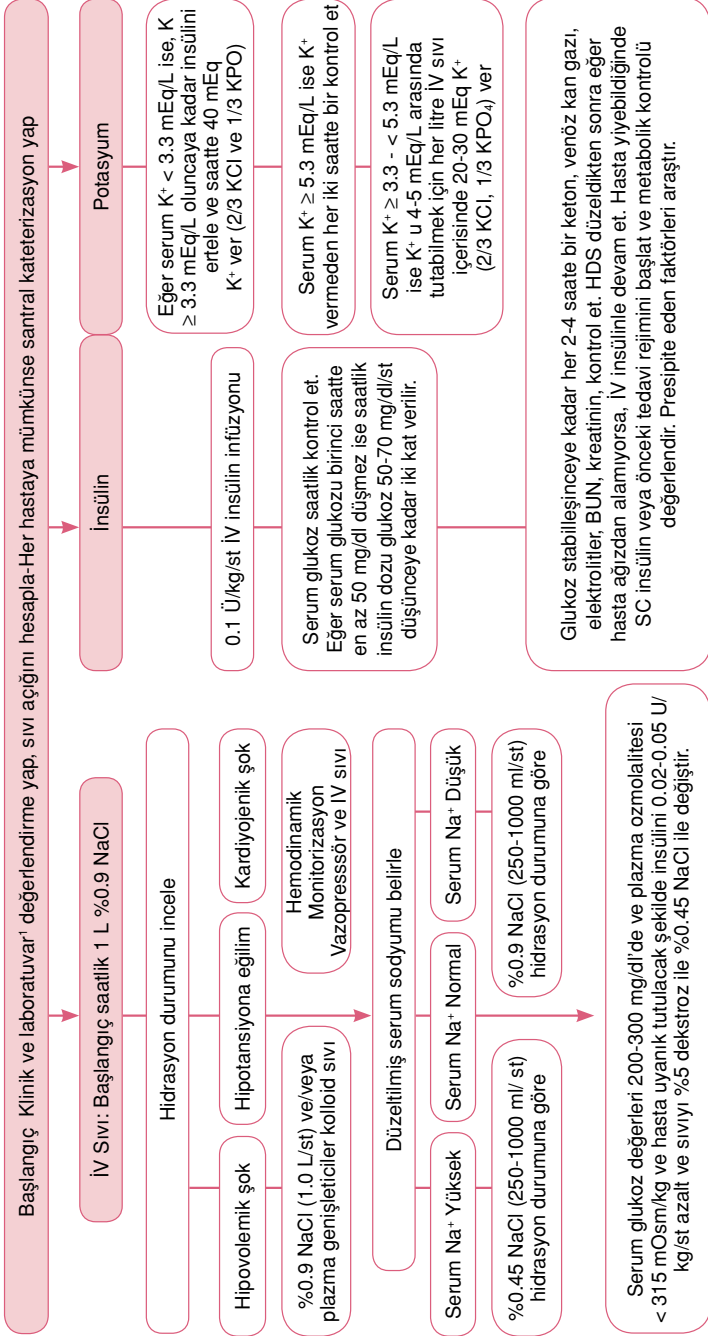 Başlangıç Klinik ve laboratuvar¹ değerlendirme yap, sıvı açığını hesapla-Her hastaya mümkünse santral kateterizasyon yap
İV Sıvı: Başlangıç saatlik 1 L %0.9 NaCl
Hidrasyon durumunu incele
Hipovolemik şok
Hipotansiyona eğilim
Kardiyojenik şok
%0.9 NaCl (1.0 L/st) ve/veya
plazma genişleticiler kolloid sıvı
Hemodinamik
Monitorizasyon
Vazopresssör ve IV sıvı
Düzeltilmiş serum sodyumu belirle
Serum Na⁺ Yüksek
Serum Na⁺ Normal
Serum Na⁺ Düşük
%0.45 NaCl (250-1000 ml/ st)
hidrasyon durumuna göre
%0.9 NaCl (250-1000 ml/st)
hidrasyon durumuna göre
Serum glukoz değerleri 200-300 mg/dl'de ve plazma ozmolalitesi
< 315 mOsm/kg ve hasta uyanık tutulacak şekilde insülini 0.02-0.05 U/
kg/st azalt ve sıvıyı %5 dekstroz ile %0.45 NaCl ile değiştir.
İnsülin
0.1 Ü/kg/st İV insülin infüzyonu
Serum glukoz saatlik kontrol et.
Eğer serum glukozu birinci saatte
en az 50 mg/dl düşmez ise saatlik
insülin dozu glukoz 50-70 mg/dl/st
düşünceye kadar iki kat verilir.
Potasyum
Eğer serum K⁺ < 3.3 mEq/L ise, K
≥ 3.3 mEq/L oluncaya kadar insülini
ertele ve saatte 40 mEq
K⁺ ver (2/3 KCl ve 1/3 KPO)
Serum K⁺ ≥ 5.3 mEq/L ise K⁺
vermeden her iki saatte bir kontrol et.
Serum K⁺ ≥ 3.3 - < 5.3 mEq/L
ise K⁺ u 4-5 mEq/L arasında
tutabilmek için her litre İV sıvı
içerisinde 20-30 mEq K⁺
(2/3 KCl, 1/3 KPO₄) ver
Glukoz stabilleşinceye kadar her 2-4 saate bir keton, venöz kan gazı,
elektrolitler, BUN, kreatinin, kontrol et. HDS düzeldikten sonra eğer
hasta ağızdan alamıyorsa, İV insülinle devam et. Hasta yiyebildiğinde
SC insülin veya önceki tedavi rejimini başlat ve metabolik kontrolü
değerlendir. Presipite eden faktörleri araştır.